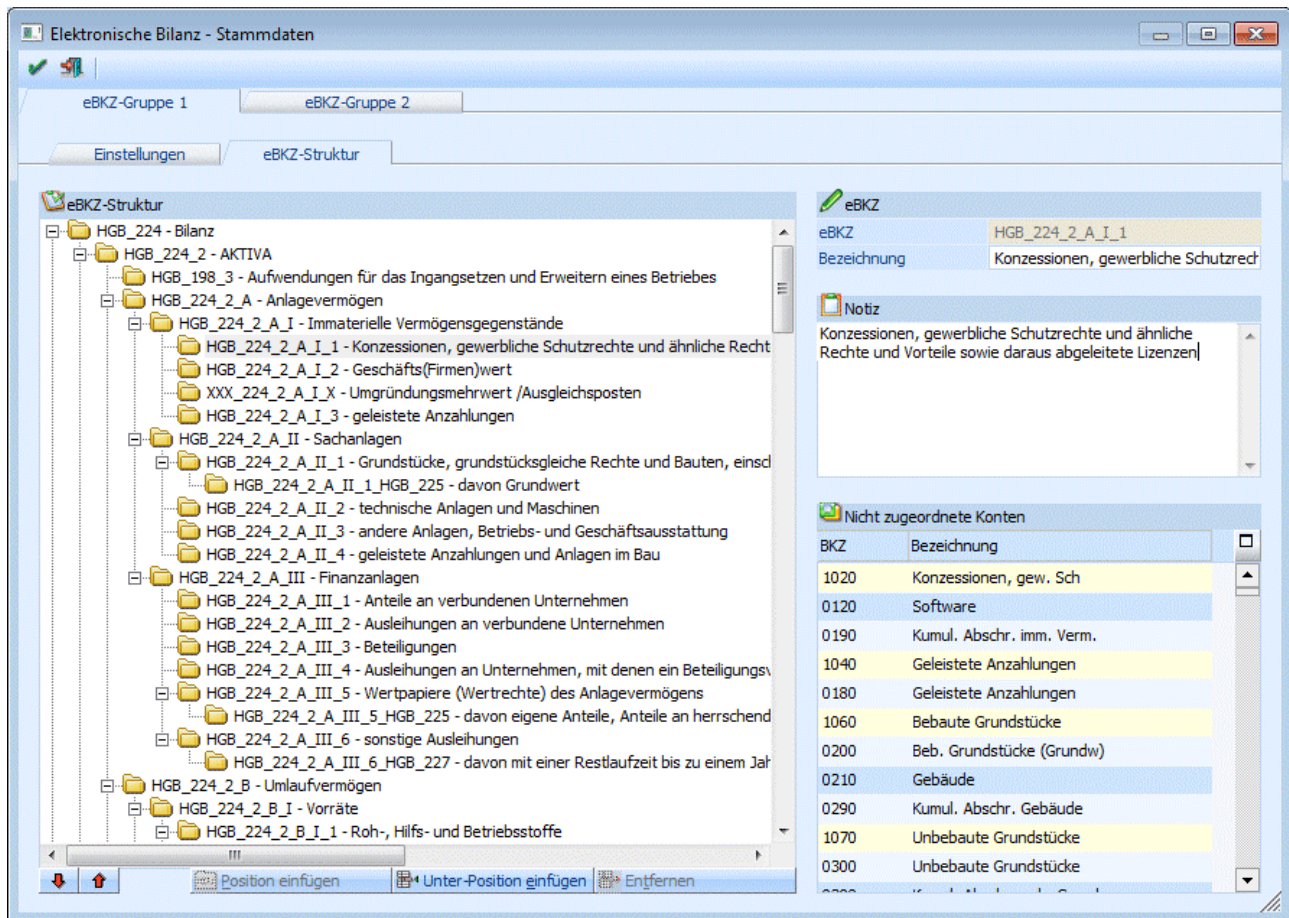 Elektronische Bilanz - Stammdaten
eBKZ-Gruppe 1
eBKZ-Gruppe 2
Einstellungen
eBKZ-Struktur
eBKZ-Struktur
HGB_224 - Bilanz
HGB_224_2 - AKTIVA
HGB_198_3 - Aufwendungen für das Ingangsetzen und Erweitern eines Betriebes
HGB_224_2_A - Anlagevermögen
HGB_224_2_A_I - Immaterielle Vermögensgegenstände
HGB_224_2_A_I_1 - Konzessionen, gewerbliche Schutzrechte und ähnliche Recht
HGB_224_2_A_I_2 - Geschäfts(Firmen)wert
XXX_224_2_A_I_X - Umgründungsmehrwert /Ausgleichsposten
HGB_224_2_A_I_3 - geleistete Anzahlungen
HGB_224_2_A_II - Sachanlagen
HGB_224_2_A_II_1 - Grundstücke, grundstücksgleiche Rechte und Bauten, einscl
HGB_224_2_A_II_1_HGB_225 - davon Grundwert
HGB_224_2_A_II_2 - technische Anlagen und Maschinen
HGB_224_2_A_II_3 - andere Anlagen, Betriebs- und Geschäftsausstattung
HGB_224_2_A_II_4 - geleistete Anzahlungen und Anlagen im Bau
HGB_224_2_A_III - Finanzanlagen
HGB_224_2_A_III_1 - Anteile an verbundenen Unternehmen
HGB_224_2_A_III_2 - Ausleihungen an verbundene Unternehmen
HGB_224_2_A_III_3 - Beteiligungen
HGB_224_2_A_III_4 - Ausleihungen an Unternehmen, mit denen ein Beteiligungsv
HGB_224_2_A_III_5 - Wertpapiere (Wertrechte) des Anlagevermögens
HGB_224_2_A_III_5_HGB_225 - davon eigene Anteile, Anteile an herrschend
HGB_224_2_A_III_6 - sonstige Ausleihungen
HGB_224_2_A_III_6_HGB_227 - davon mit einer Restlaufzeit bis zu einem Jah
HGB_224_2_B - Umlaufvermögen
HGB_224_2_B_I - Vorräte
HGB_224_2_B_I_1 - Roh-, Hilfs- und Betriebsstoffe
Position einfügen
Unter-Position einfügen
Entfernen
eBKZ
eBKZ HGB_224_2_A_I_1
Bezeichnung Konzessionen, gewerbliche Schutzrech
Notiz
Konzessionen, gewerbliche Schutzrechte und ähnliche
Rechte und Vorteile sowie daraus abgeleitete Lizenzen
Nicht zugeordnete Konten
BKZ Bezeichnung
1020 Konzessionen, gew. Sch
0120 Software
0190 Kumul. Abschr. imm. Verm.
1040 Geleistete Anzahlungen
0180 Geleistete Anzahlungen
1060 Bebaute Grundstücke
0200 Beb. Grundstücke (Grundw)
0210 Gebäude
0290 Kumul. Abschr. Gebäude
1070 Unbebaute Grundstücke
0300 Unbebaute Grundstücke